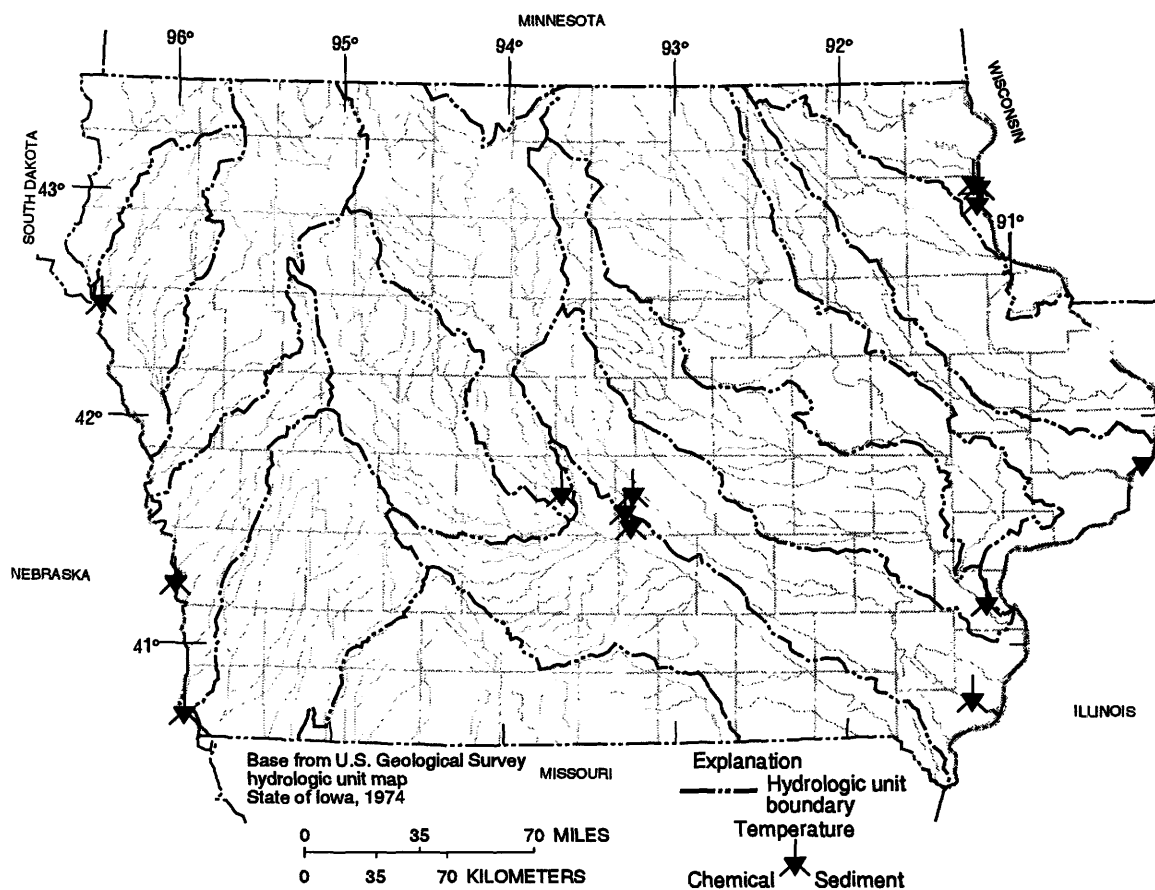 MINNESOTA
96° 95° 94° 93° 92°
WISCONSIN
SOUTH DAKOTA
43°
91°
42°
NEBRASKA
41°
ILLINOIS
MISSOURI
Base from U.S. Geological Survey
hydrologic unit map
State of Iowa, 1974
0 35 70 MILES
0 35 70 KILOMETERS
Explanation
Hydrologic unit
boundary
Temperature
Chemical Sediment